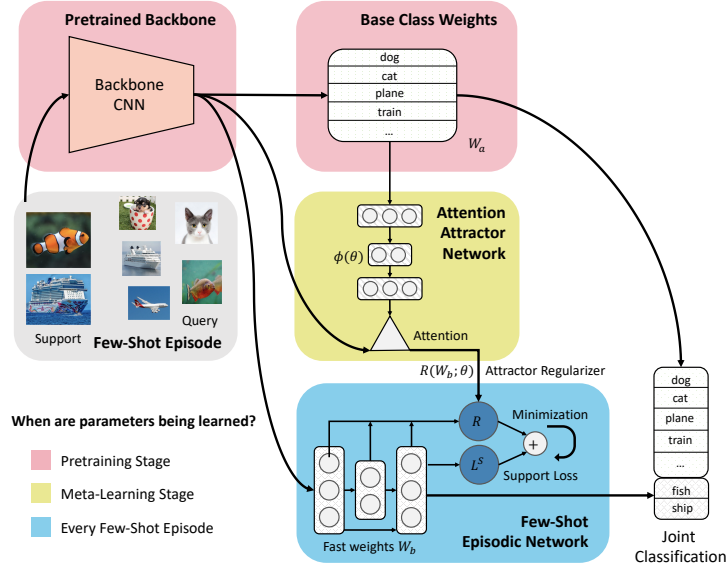 Pretrained Backbone
Backbone
CNN
Base Class Weights
dog
cat
plane
train
...
W_a
Support
Query
Few-Shot Episode
Attention
Attractor
Network
ϕ(θ)
Attention
R(W_b; θ)
Attractor Regularizer
When are parameters being learned?
Pretraining Stage
Meta-Learning Stage
Every Few-Shot Episode
R
Minimization
+
L^S
Support Loss
Fast weights W_b
Few-Shot
Episodic Network
dog
cat
plane
train
...
fish
ship
Joint
Classification